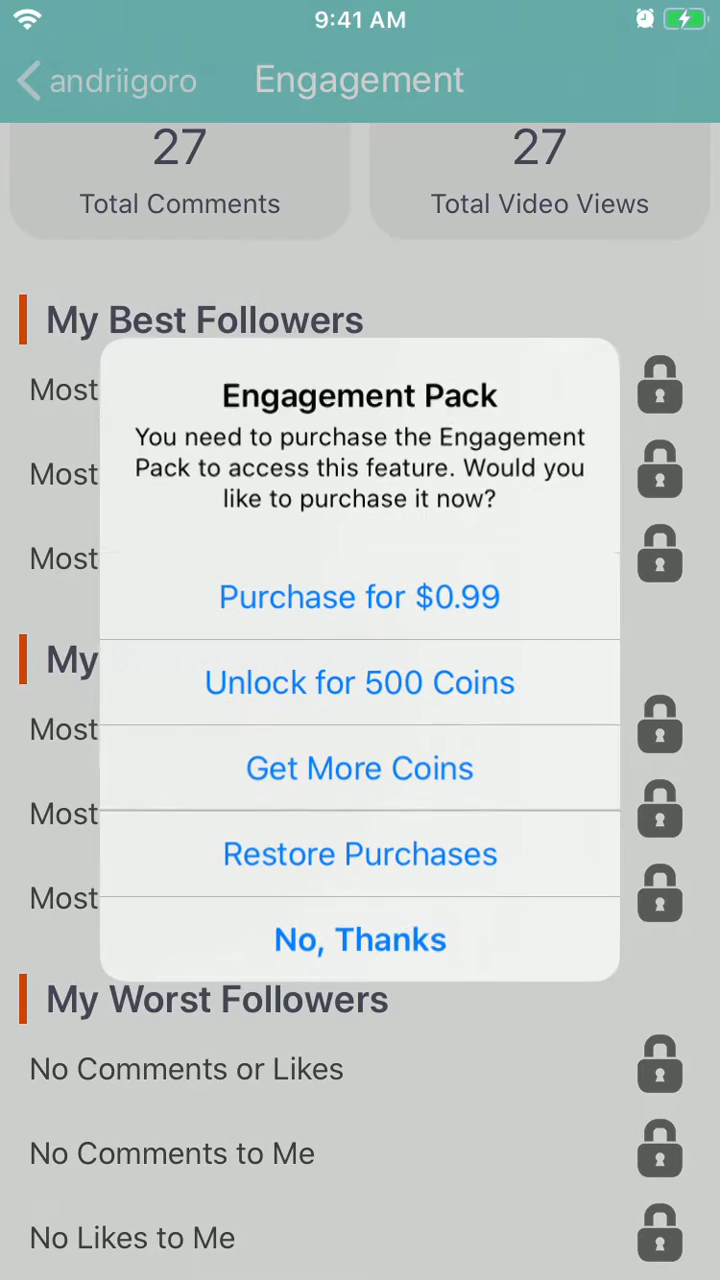 9:41 AM
andriigoro
Engagement
27
27
Total Comments
Total Video Views
My Best Followers
Most
Most
Most
Engagement Pack
You need to purchase the Engagement
Pack to access this feature. Would you
like to purchase it now?
Purchase for $0.99
Unlock for 500 Coins
Get More Coins
Restore Purchases
No, Thanks
My
Most
Most
Most
My Worst Followers
No Comments or Likes
No Comments to Me
No Likes to Me